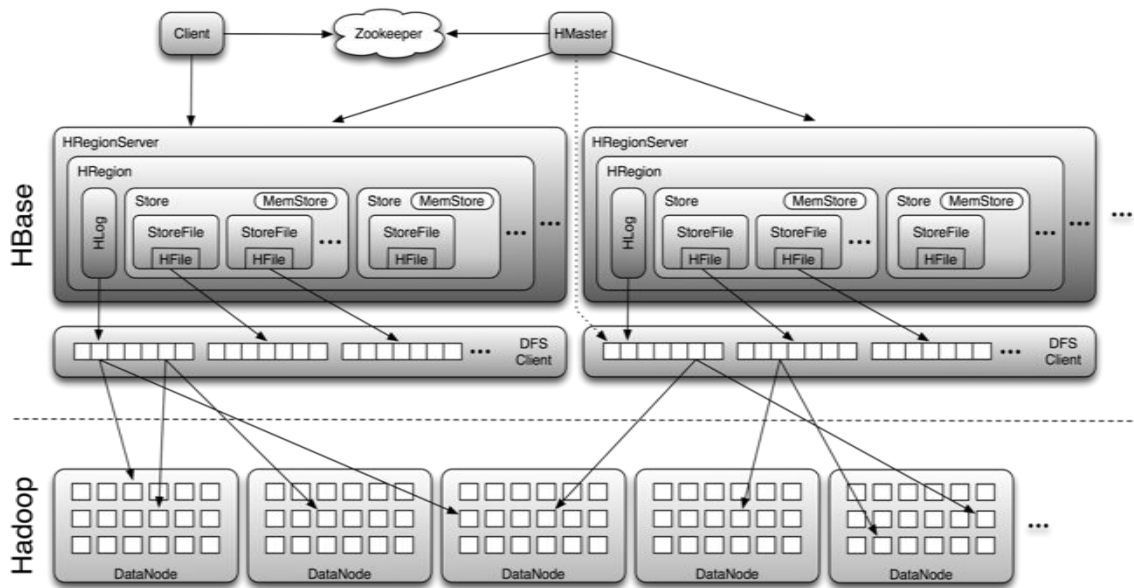 Client
Zookeeper
HMaster
HBase
HRegionServer
HRegion
HLog
Store
MemStore
StoreFile
HFile
StoreFile
HFile
...
Store
MemStore
StoreFile
HFile
...
...
HRegionServer
HRegion
HLog
Store
MemStore
StoreFile
HFile
StoreFile
HFile
...
Store
MemStore
StoreFile
HFile
...
...
...
...
DFS
Client
...
DFS
Client
Hadoop
DataNode
DataNode
DataNode
DataNode
DataNode
...